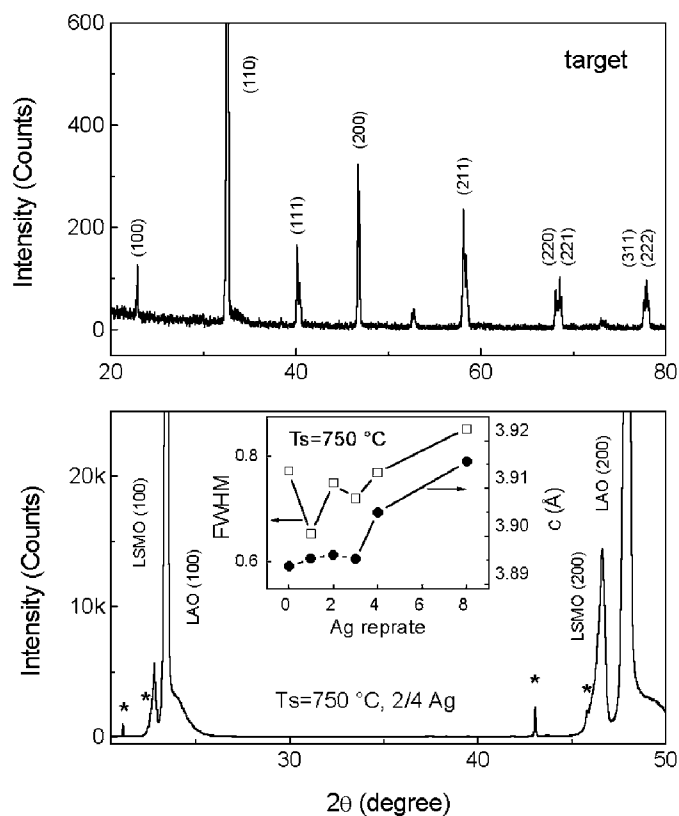 600
400
200
0
Intensity (Counts)
target
(100)
(110)
(111)
(200)
(211)
(220)
(221)
(311)
(222)
20
40
60
80
20k
10k
0
Intensity (Counts)
LSMO (100)
LAO (100)
LSMO (200)
LAO (200)
*
*
*
*
Ts=750 °C, 2/4 Ag
Ts=750 °C
0.8
0.6
FWHM
3.92
3.91
3.90
3.89
c (Å)
0
2
4
6
8
Ag reprate
30
40
50
2θ (degree)